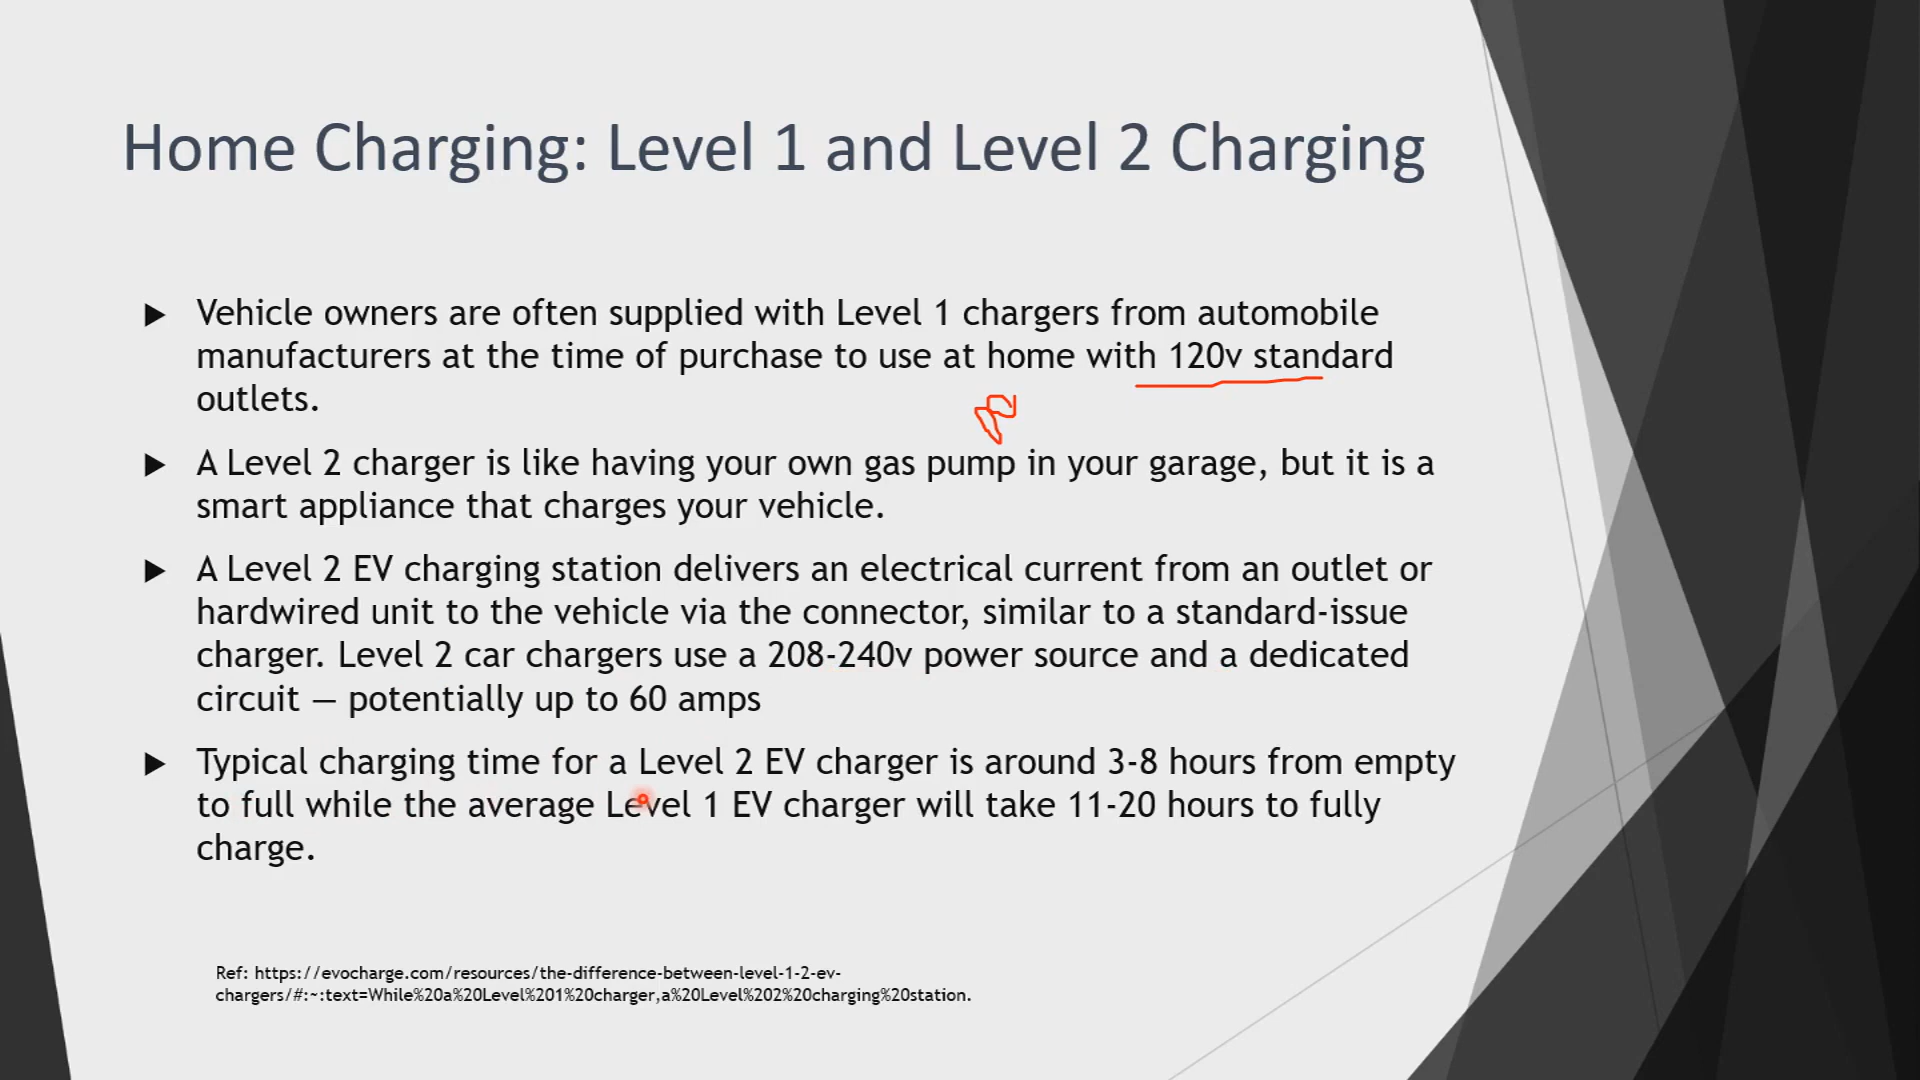 Home Charging: Level 1 and Level 2 Charging
Vehicle owners are often supplied with Level 1 chargers from automobile
manufacturers at the time of purchase to use at home with 120v standard
outlets.
A Level 2 charger is like having your own gas pump in your garage, but it is a
smart appliance that charges your vehicle.
A Level 2 EV charging station delivers an electrical current from an outlet or
hardwired unit to the vehicle via the connector, similar to a standard-issue
charger. Level 2 car chargers use a 208-240v power source and a dedicated
circuit — potentially up to 60 amps
Typical charging time for a Level 2 EV charger is around 3-8 hours from empty
to full while the average Level 1 EV charger will take 11-20 hours to fully
charge.
Ref: https://evocharge.com/resources/the-difference-between-level-1-2-ev-
chargers/#:~:text=While%20a%20Level%201%20charger,a%20Level%202%20charging%20station.